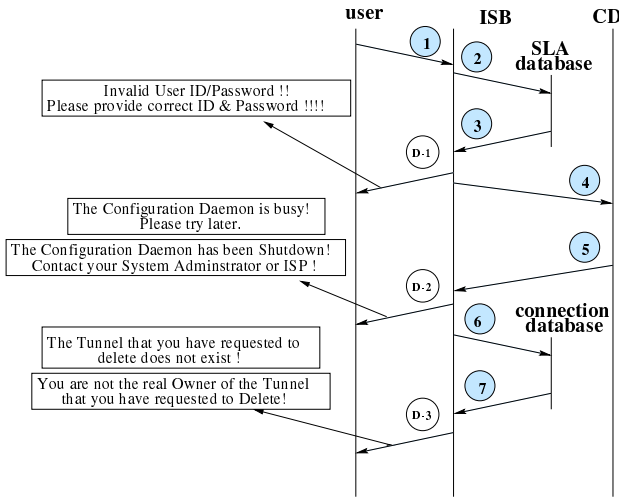 user
ISB
CD
1
2
SLA
database
Invalid User ID/Password !!
Please provide correct ID & Password !!!!
3
D-1
4
The Configuration Daemon is busy!
Please try later.
The Configuration Daemon has been Shutdown!
Contact your System Adminstrator or ISP !
5
D-2
6
connection
database
The Tunnel that you have requested to
delete does not exist !
You are not the real Owner of the Tunnel
that you have requested to Delete!
7
D-3